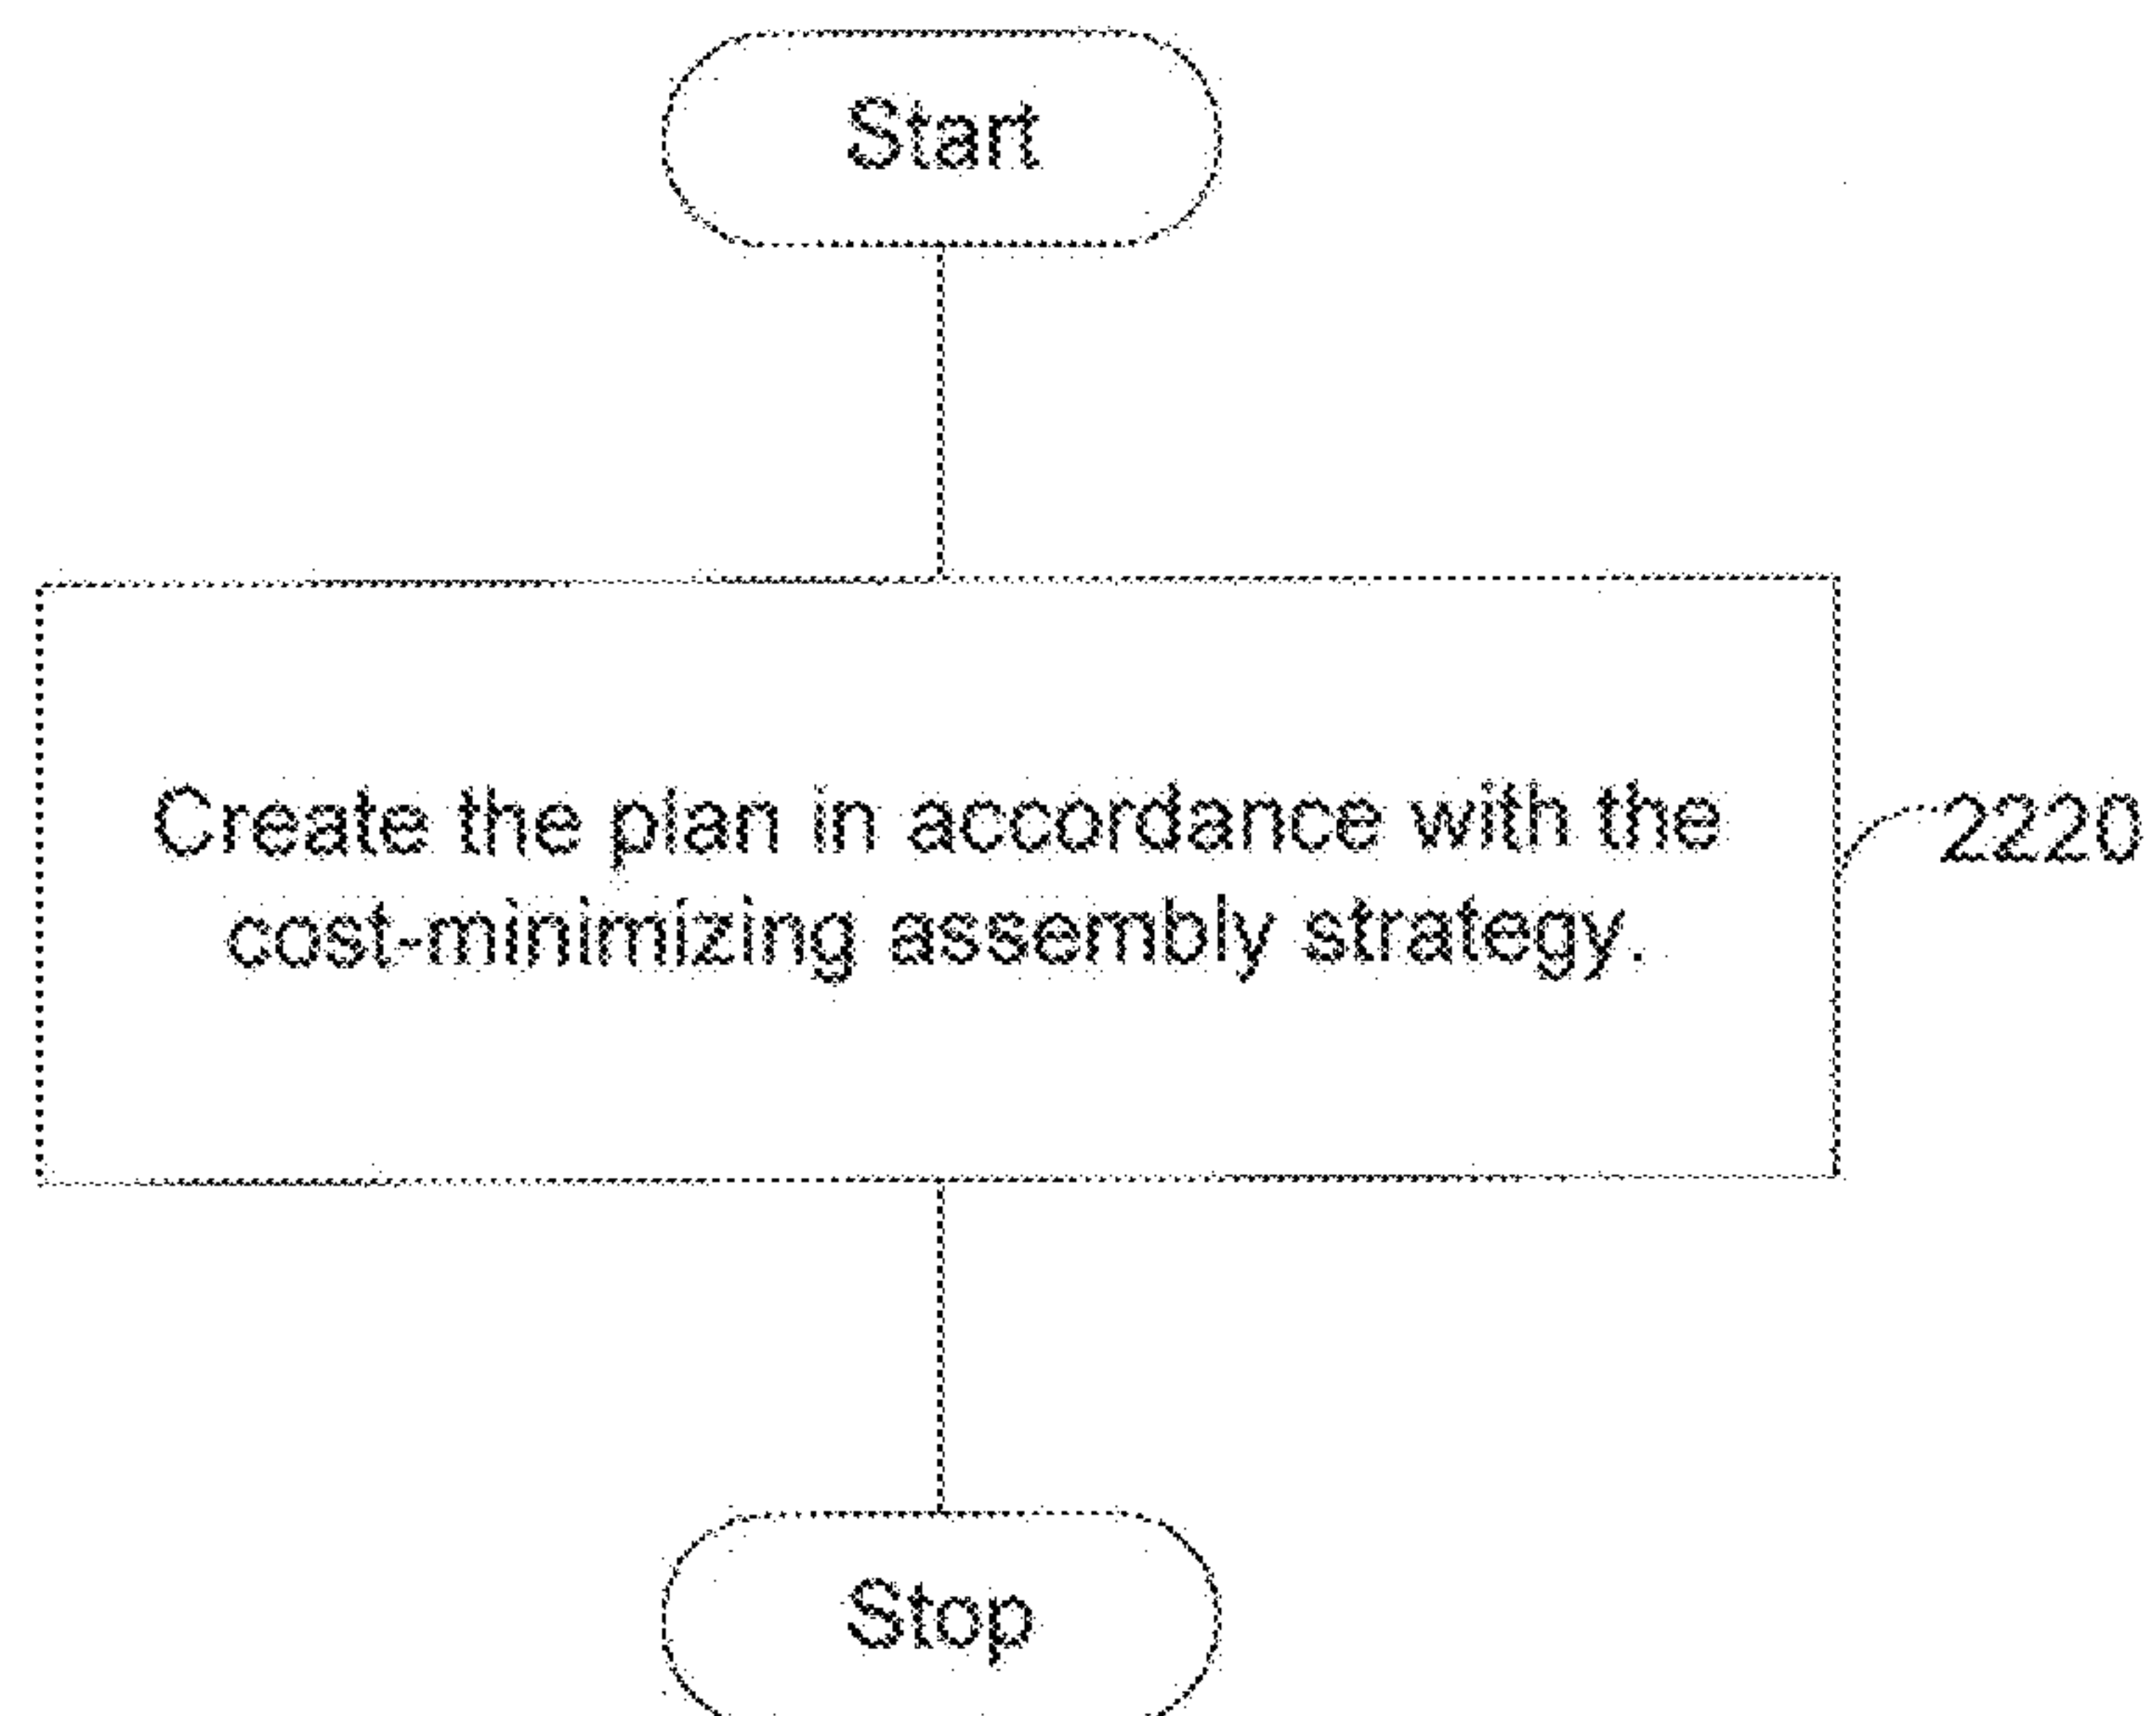 Start
Create the plan in accordance with the
cost-minimizing assembly strategy.
2220
Stop